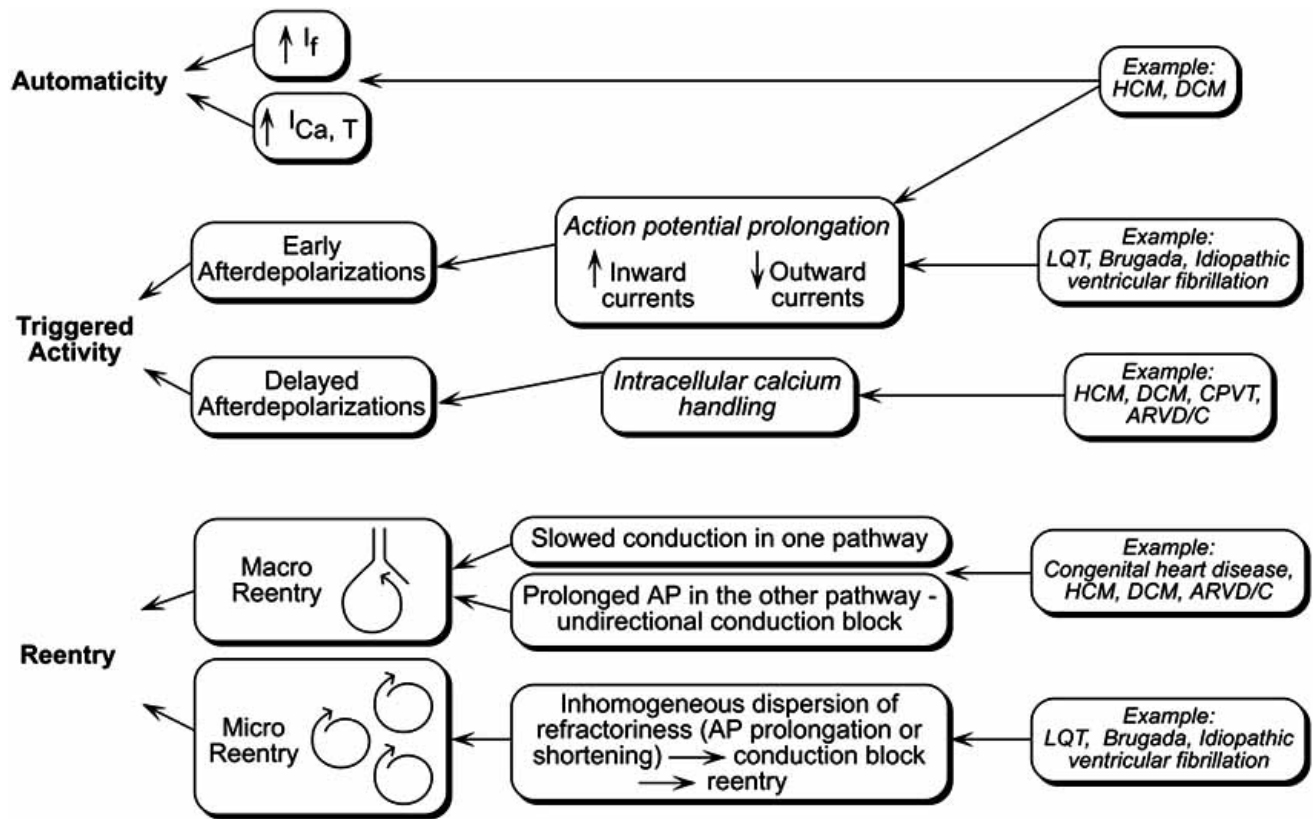 ↑ If
Automaticity
↑ ICa, T
Example:
HCM, DCM
Early
Afterdepolarizations
Action potential prolongation
↑ Inward
currents
↓ Outward
currents
Example:
LQT, Brugada, Idiopathic
ventricular fibrillation
Triggered
Activity
Delayed
Afterdepolarizations
Intracellular calcium
handling
Example:
HCM, DCM, CPVT,
ARVD/C
Macro
Reentry
Slowed conduction in one pathway
Prolonged AP in the other pathway -
undirectional conduction block
Example:
Congenital heart disease,
HCM, DCM, ARVD/C
Reentry
Micro
Reentry
Inhomogeneous dispersion of
refractoriness (AP prolongation or
shortening) → conduction block
→ reentry
Example:
LQT, Brugada, Idiopathic
ventricular fibrillation